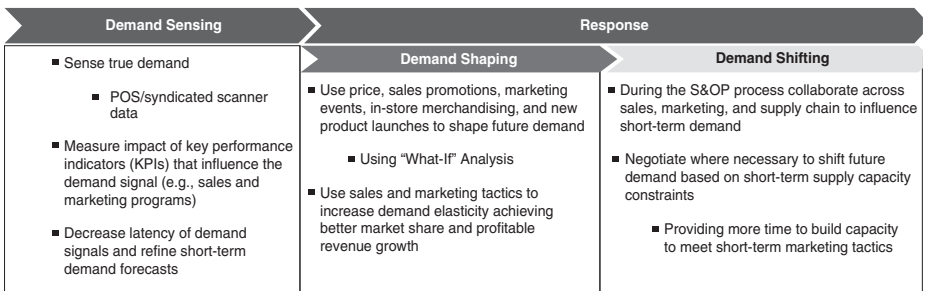 Demand Sensing
Response
Demand Shaping
Demand Shifting
▪ Sense true demand
▪ POS/syndicated scanner
data
▪ Measure impact of key performance
indicators (KPIs) that influence the
demand signal (e.g., sales and
marketing programs)
▪ Decrease latency of demand
signals and refine short-term
demand forecasts
▪ Use price, sales promotions, marketing
events, in-store merchandising, and new
product launches to shape future demand
▪ Using “What-If” Analysis
▪ Use sales and marketing tactics to
increase demand elasticity achieving
better market share and profitable
revenue growth
▪ During the S&OP process collaborate across
sales, marketing, and supply chain to influence
short-term demand
▪ Negotiate where necessary to shift future
demand based on short-term supply capacity
constraints
▪ Providing more time to build capacity
to meet short-term marketing tactics